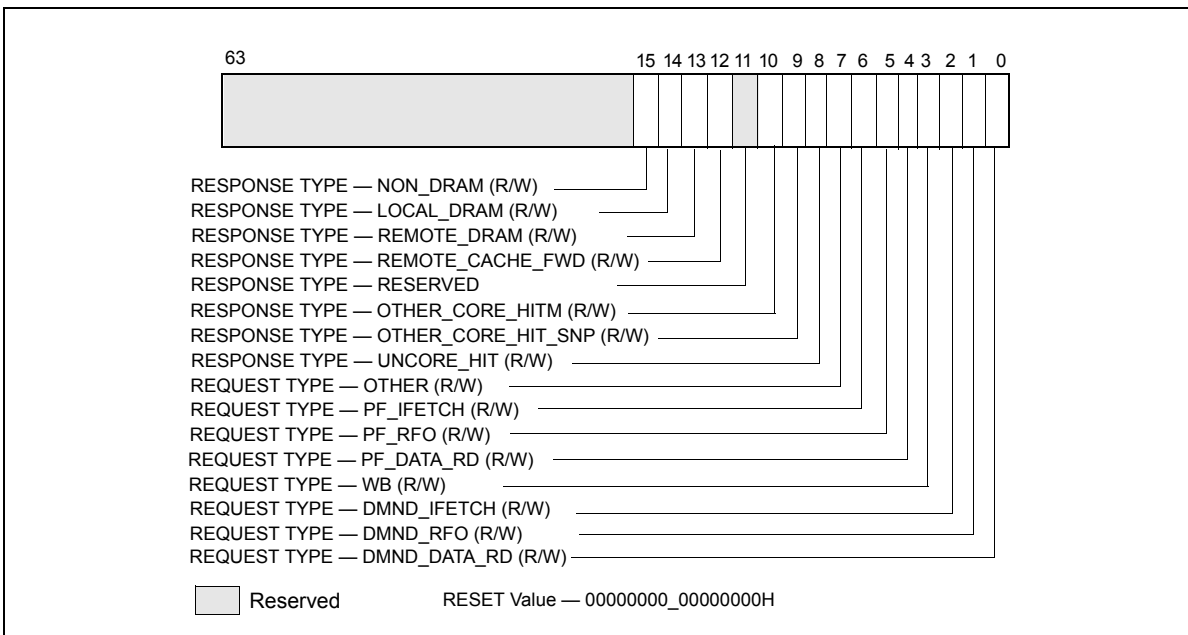 63 15 14 13 12 11 10 9 8 7 6 5 4 3 2 1 0
RESPONSE TYPE — NON_DRAM (R/W)
RESPONSE TYPE — LOCAL_DRAM (R/W)
RESPONSE TYPE — REMOTE_DRAM (R/W)
RESPONSE TYPE — REMOTE_CACHE_FWD (R/W)
RESPONSE TYPE — RESERVED
RESPONSE TYPE — OTHER_CORE_HITM (R/W)
RESPONSE TYPE — OTHER_CORE_HIT_SNP (R/W)
RESPONSE TYPE — UNCORE_HIT (R/W)
REQUEST TYPE — OTHER (R/W)
REQUEST TYPE — PF_IFETCH (R/W)
REQUEST TYPE — PF_RFO (R/W)
REQUEST TYPE — PF_DATA_RD (R/W)
REQUEST TYPE — WB (R/W)
REQUEST TYPE — DMND_IFETCH (R/W)
REQUEST TYPE — DMND_RFO (R/W)
REQUEST TYPE — DMND_DATA_RD (R/W)
Reserved RESET Value — 00000000_00000000H